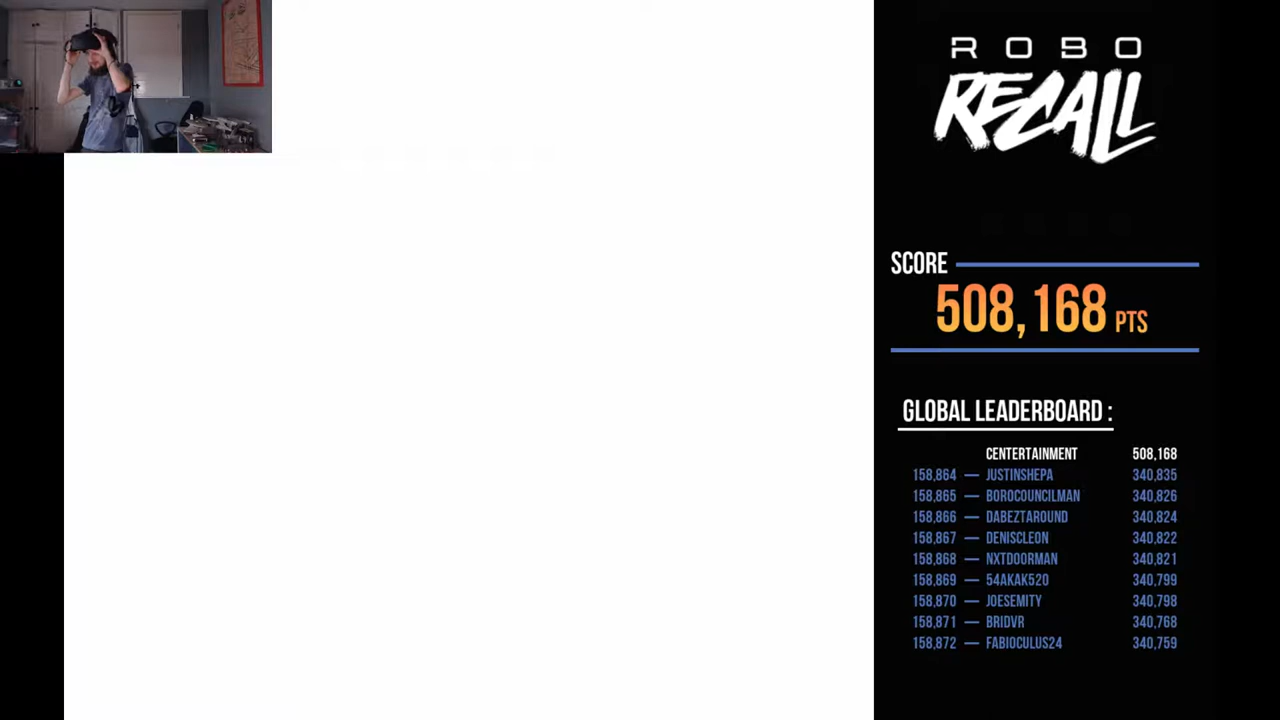 ROBO
RECALL
SCORE
508,168 PTS
GLOBAL LEADERBOARD :
CENTERTAINMENT 508,168
158,864 — JUSTINSHEPA 340,835
158,865 — BOROCOUNCILMAN 340,826
158,866 — DABEZTAROUND 340,824
158,867 — DENISCLEON 340,822
158,868 — NXTDOORMAN 340,821
158,869 — 54AKAK520 340,799
158,870 — JOESEMITY 340,798
158,871 — BRIDVR 340,768
158,872 — FABIOCULUS24 340,759